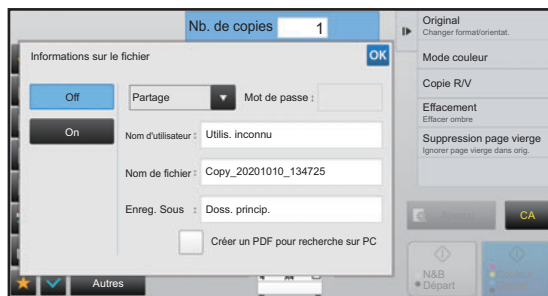 Nb. de copies 1
Informations sur le fichier
OK
Off
On
Partage
Mot de passe :
Nom d'utilisateur : Utilis. inconnu
Nom de fichier : Copy_20201010_134725
Enreg. Sous : Doss. princip.
Créer un PDF pour recherche sur PC
Autres
Original
Changer format/orientat.
Mode couleur
Copie R/V
Effacement
Effacer ombre
Suppression page vierge
Ignorer page vierge dans orig.
CA
N&B
Départ